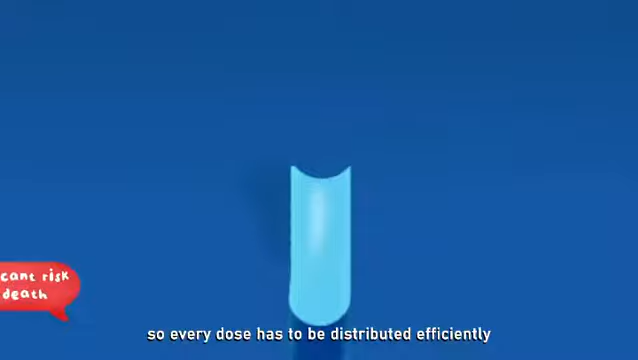 cant risk
death
so every dose has to be distributed efficiently